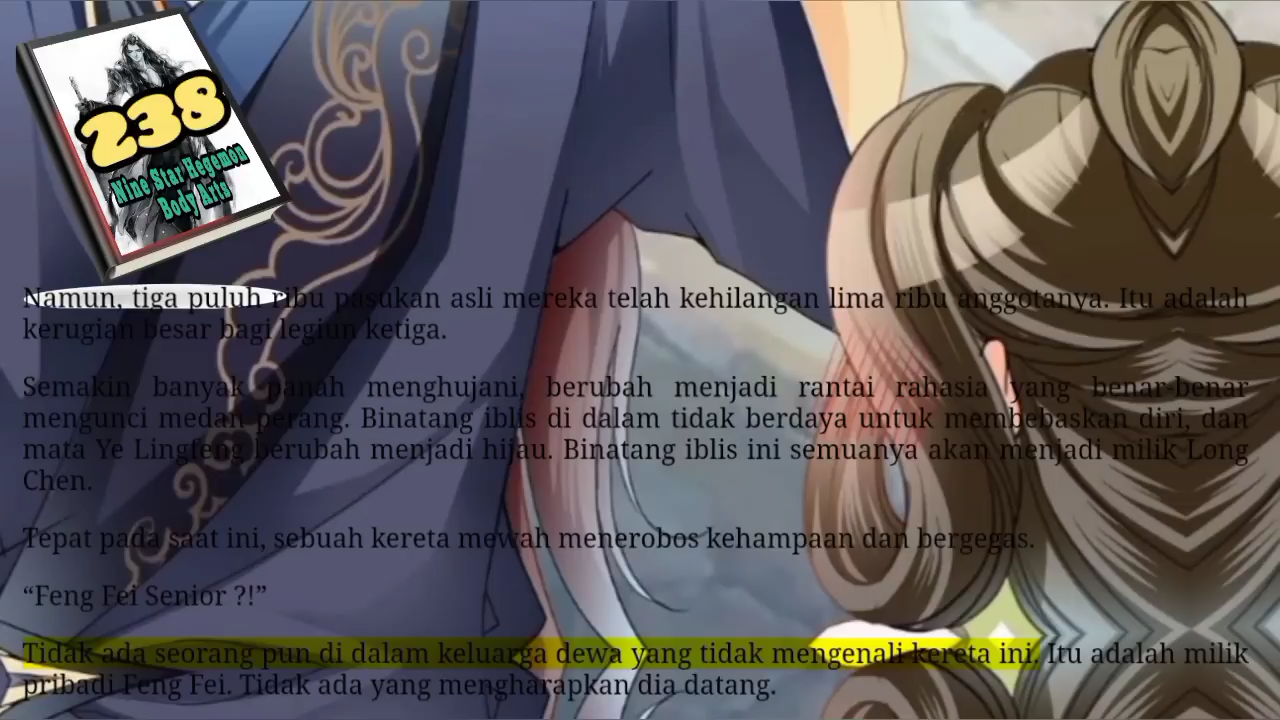 238
Nine Star Hegemon
Body Arts
Namun, tiga puluh ribu pasukan asli mereka telah kehilangan lima ribu anggotanya. Itu adalah
kerugian besar bagi legiun ketiga.
Semakin banyak panah menghujani, berubah menjadi rantai rahasia yang benar-benar
mengunci medan perang. Binatang iblis di dalam tidak berdaya untuk membebaskan diri, dan
mata Ye Lingfeng berubah menjadi hijau. Binatang iblis ini semuanya akan menjadi milik Long
Chen.
Tepat pada saat ini, sebuah kereta mewah menerobos kehampaan dan bergegas.
“Feng Fei Senior ?!”
Tidak ada seorang pun di dalam keluarga dewa yang tidak mengenali kereta ini. Itu adalah milik
pribadi Feng Fei. Tidak ada yang mengharapkan dia datang.